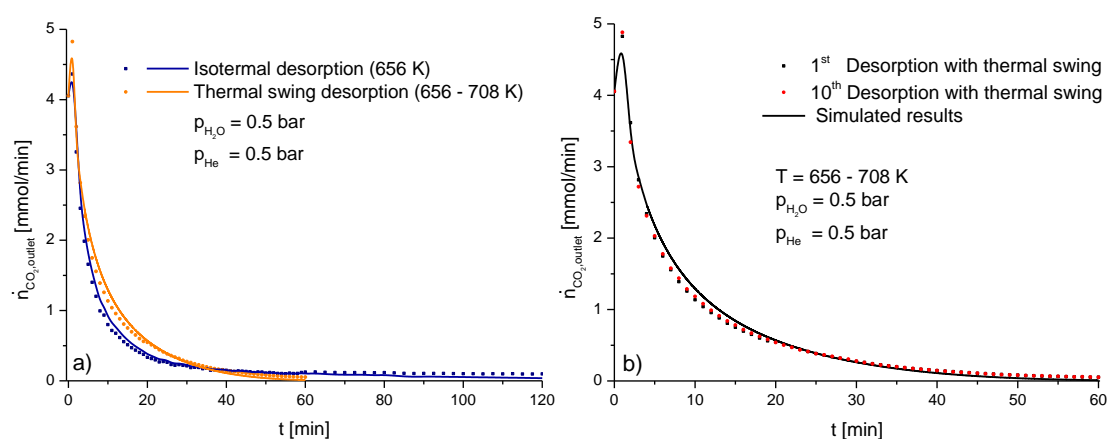 5
4
3
2
1
0
ṅCO₂,outlet [mmol/min]
Isotermal desorption (656 K)
Thermal swing desorption (656 - 708 K)
pH₂O = 0.5 bar
pHe = 0.5 bar
a)
0 20 40 60 80 100 120
t [min]
5
4
3
2
1
0
ṅCO₂,outlet [mmol/min]
1st Desorption with thermal swing
10th Desorption with thermal swing
Simulated results
T = 656 - 708 K
pH₂O = 0.5 bar
pHe = 0.5 bar
b)
0 10 20 30 40 50 60
t [min]